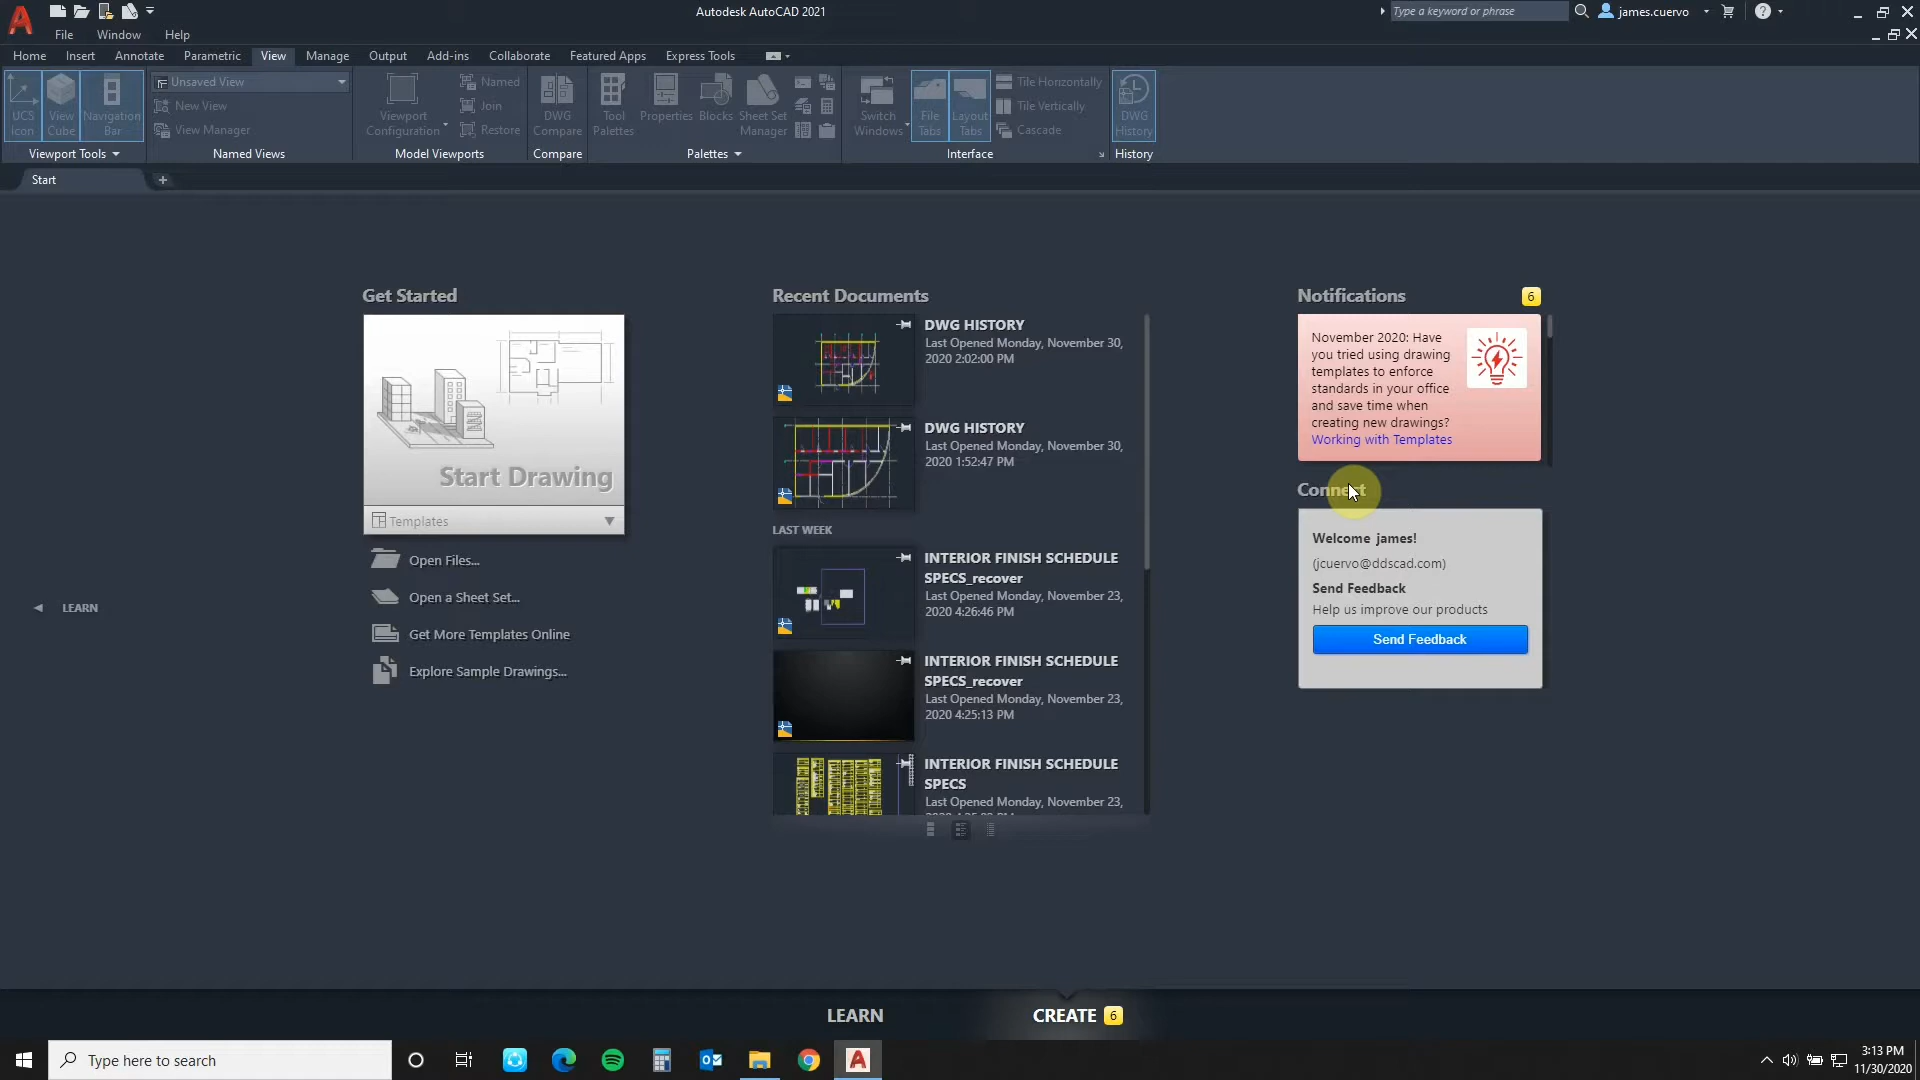 Autodesk AutoCAD 2021
Type a keyword or phrase
james.cuervo
File Window Help
Home Insert Annotate Parametric View Manage Output Add-ins Collaborate Featured Apps Express Tools
UCS Icon
View Cube
Navigation Bar
Viewport Tools
Unsaved View
New View
View Manager
Named Views
Viewport Configuration
Named
Join
Restore
Model Viewports
DWG Compare
Compare
Tool Palettes
Properties
Blocks
Sheet Set Manager
Palettes
Switch Windows
File Tabs
Layout Tabs
Tile Horizontally
Tile Vertically
Cascade
Interface
DWG History
History
Start
Get Started
Start Drawing
Templates
Open Files...
Open a Sheet Set...
Get More Templates Online
Explore Sample Drawings...
LEARN
Recent Documents
DWG HISTORY
Last Opened Monday, November 30,
2020 2:02:00 PM
DWG HISTORY
Last Opened Monday, November 30,
2020 1:52:47 PM
LAST WEEK
INTERIOR FINISH SCHEDULE
SPECS_recover
Last Opened Monday, November 23,
2020 4:26:46 PM
INTERIOR FINISH SCHEDULE
SPECS_recover
Last Opened Monday, November 23,
2020 4:25:13 PM
INTERIOR FINISH SCHEDULE
SPECS
Last Opened Monday, November 23,
Notifications 6
November 2020: Have
you tried using drawing
templates to enforce
standards in your office
and save time when
creating new drawings?
Working with Templates
Connect
Welcome james!
(jcuervo@ddscad.com)
Send Feedback
Help us improve our products
Send Feedback
LEARN
CREATE 6
Type here to search
3:13 PM
11/30/2020